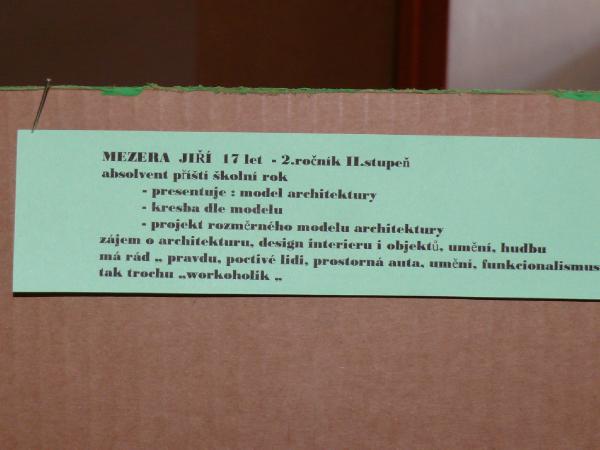 MEZERA JIŘÍ 17 let - 2.ročník II.stupeň
absolvent příští školní rok
- presentuje : model architektury
- kresba dle modelu
- projekt rozměrného modelu architektury
zájem o architekturu, design interieru i objektů, umění, hudbu
má rád „ pravdu, poctivé lidi, prostorná auta, umění, funkcionalismus
tak trochu „workoholik „